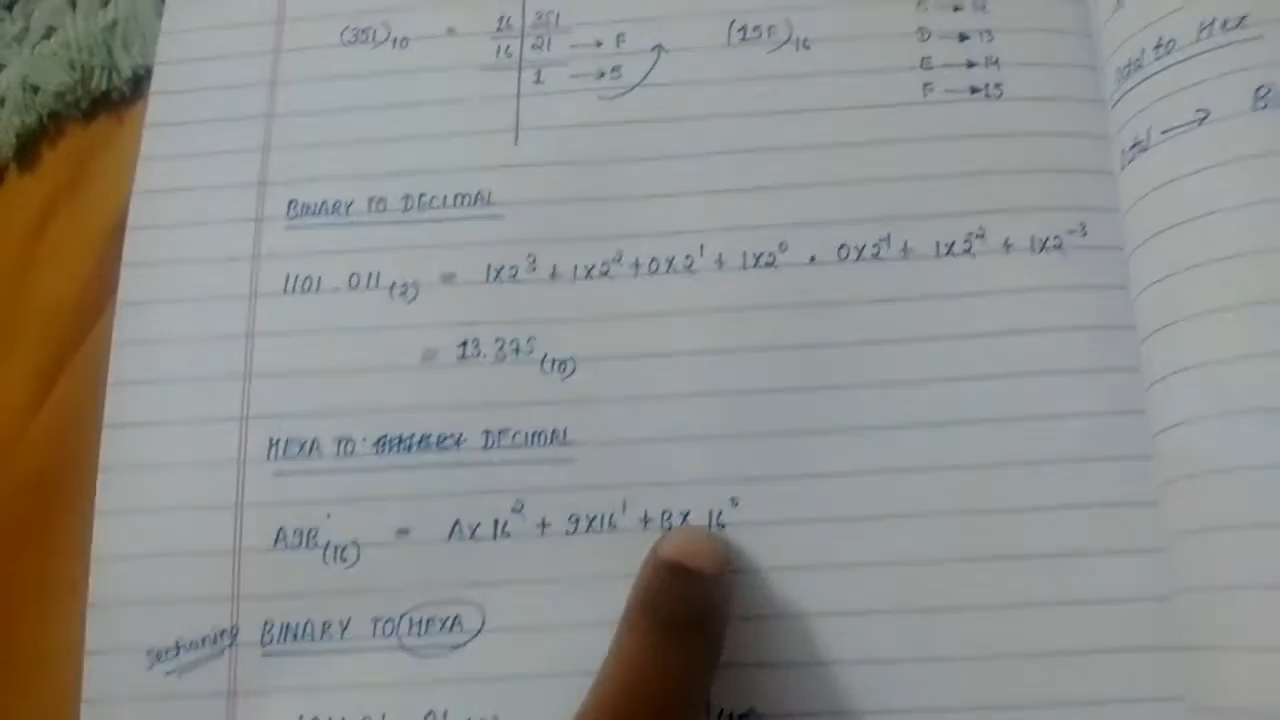 (351)10 = 16 | 351 (15F)16
16 | 21 → F
1 → 5
D → 13
E → 14
F → 15
to Hex
→ B
BINARY TO DECIMAL
1101.011(2) = 1×2³ + 1×2² + 0×2¹ + 1×2⁰ . 0×2⁻¹ + 1×2⁻² + 1×2⁻³
= 13.375(10)
HEXA TO DECIMAL
A9B(16) = A×16² + 9×16¹ + B×16⁰
BINARY TO HEXA